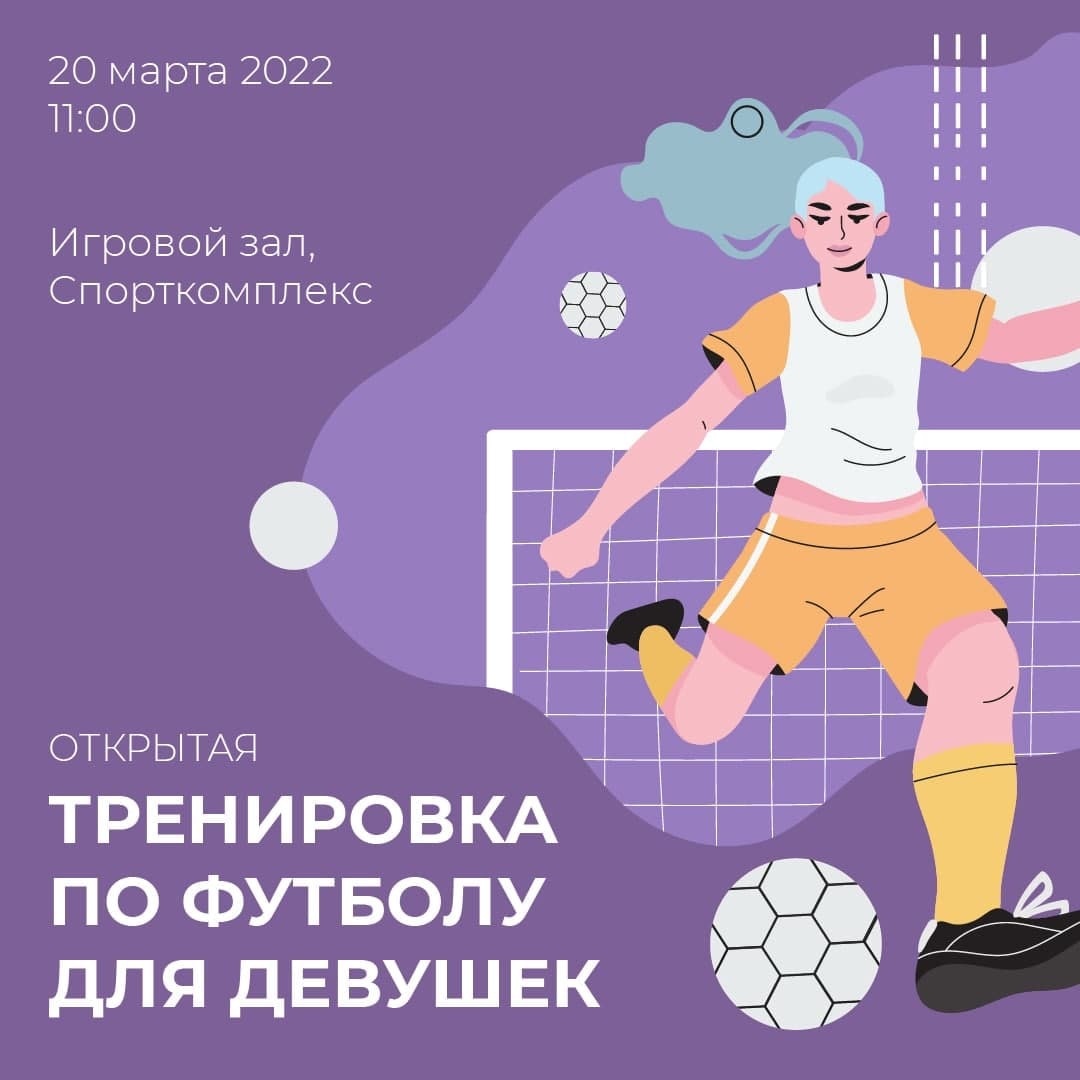 20 марта 2022
11:00
Игровой зал,
Спорткомплекс
ОТКРЫТАЯ
ТРЕНИРОВКА
ПО ФУТБОЛУ
ДЛЯ ДЕВУШЕК